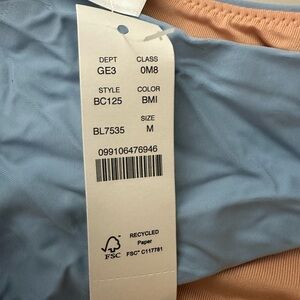 DEPT CLASS
GE3 0M8
STYLE COLOR
BC125 BMI
SIZE
BL7535 M
099106476946
RECYCLED
Paper
FSC FSC® C117781